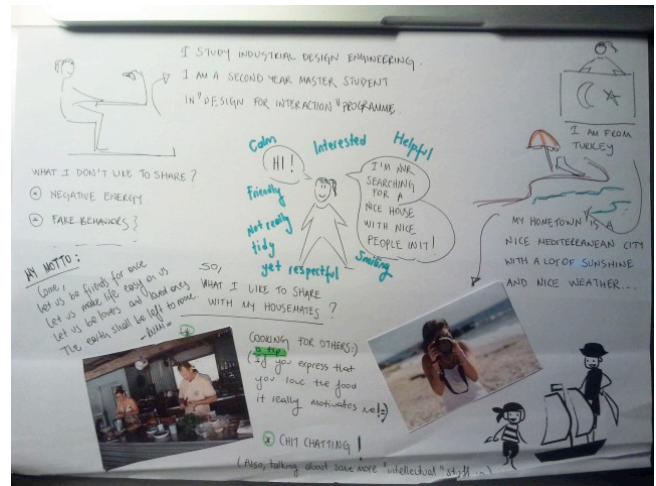 I STUDY INDUSTRIAL DESIGN ENGINEERING.
I AM A SECOND YEAR MASTER STUDENT
IN "DESIGN FOR INTERACTION" PROGRAMME.
I AM FROM
TURKEY
Calm
Interested
Helpful
Friendly
Not really
tidy
yet respectful
Smiling
HI!
I'M NUR
SEARCHING
FOR A
NICE HOUSE
WITH NICE
PEOPLE IN IT!
WHAT I DON'T LIKE TO SHARE?
NEGATIVE ENERGY
FAKE BEHAVIORS
MY HOMETOWN IS A
NICE MEDITERRANEAN CITY
WITH A LOT OF SUNSHINE
AND NICE WEATHER...
MY MOTTO:
Come,
Let us be friends for once
Let us make life easy on us
Let us be lovers and loved ones
The earth shall be left to none
-Rumi-
SO,
WHAT I LIKE TO SHARE
WITH MY HOUSEMATES?
COOKING FOR OTHERS:)
a tip
(If you express that
you love the food
it really motivates me!=)
CHIT CHATTING!
(Also, talking about some more "intellectual" stuff...)